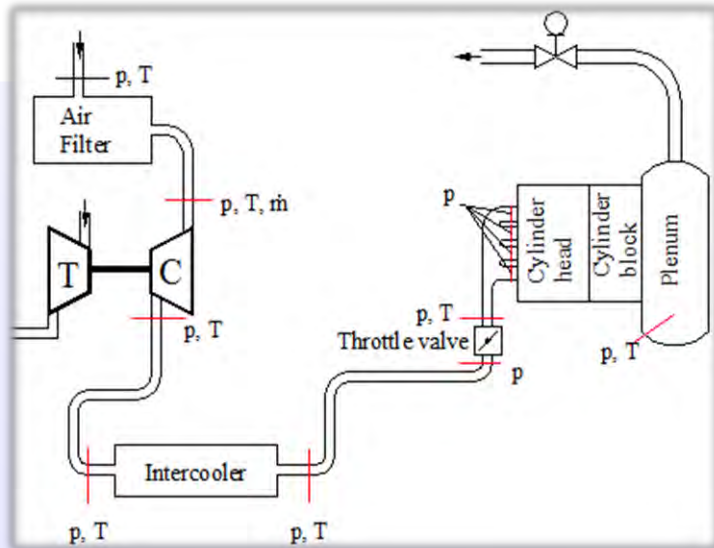 p, T
Air
Filter
p, T, ṁ
T
C
p, T
p
Cylinder
head
Cylinder
block
Plenum
p, T
Throttle valve
p
p, T
Intercooler
p, T
p, T